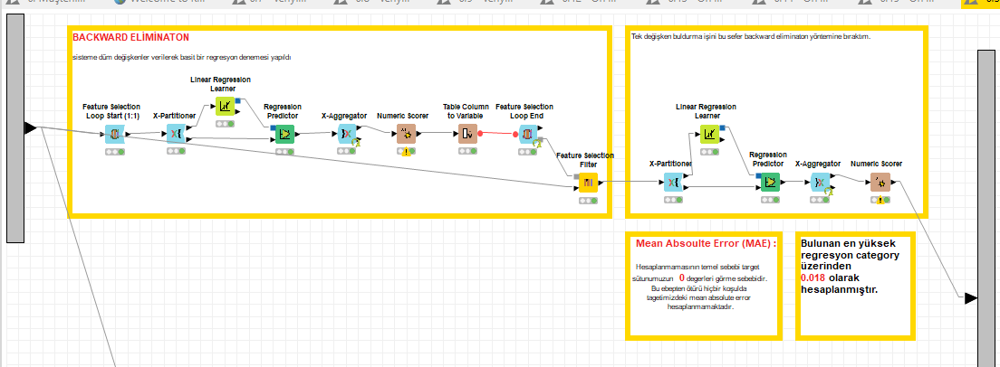 BACKWARD ELİMİNATON
sisteme düm değişkenler verilerek basit bir regresyon denemesi yapıldı
Linear Regression
Learner
Feature Selection
Loop Start (1:1)
X-Partitioner
Regression
Predictor
X-Aggregator
Numeric Scorer
Table Column
to Variable
Feature Selection
Loop End
Feature Selection
Filter
Tek değişken buldurma işini bu sefer backward eliminaton yöntemine bıraktım.
Linear Regression
Learner
X-Partitioner
Regression
Predictor
X-Aggregator
Numeric Scorer
Mean Absoulte Error (MAE) :
Hesaplanmamasının temel sebebi target
sütunumuzun 0 degerleri görme sebebidir.
Bu ebepten ötürü hiçbir koşulda
tagetimizdeki mean absolute error
hesaplanmamaktadır.
Bulunan en yüksek
regresyon category
üzerinden
0.018 olarak
hesaplanmıştır.